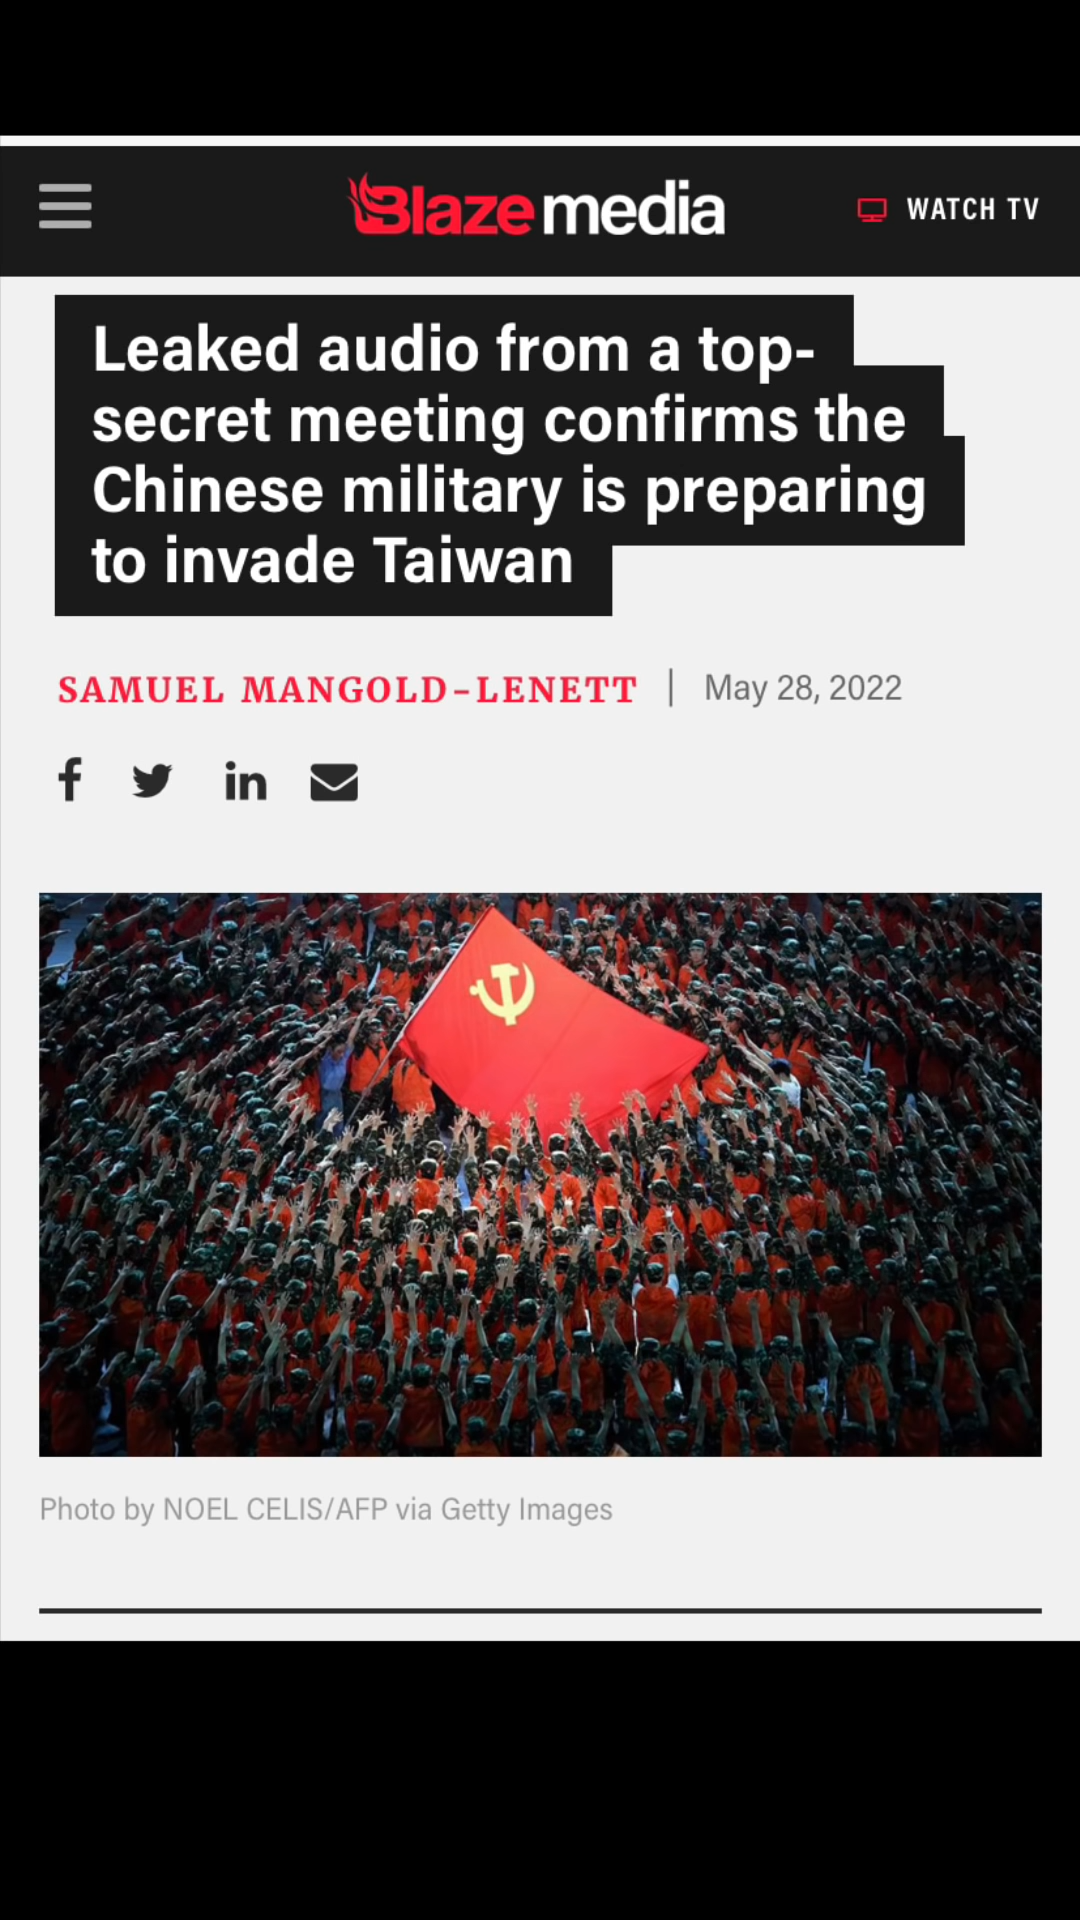 Blaze media
WATCH TV
Leaked audio from a top-
secret meeting confirms the
Chinese military is preparing
to invade Taiwan
SAMUEL MANGOLD-LENETT | May 28, 2022
Photo by NOEL CELIS/AFP via Getty Images